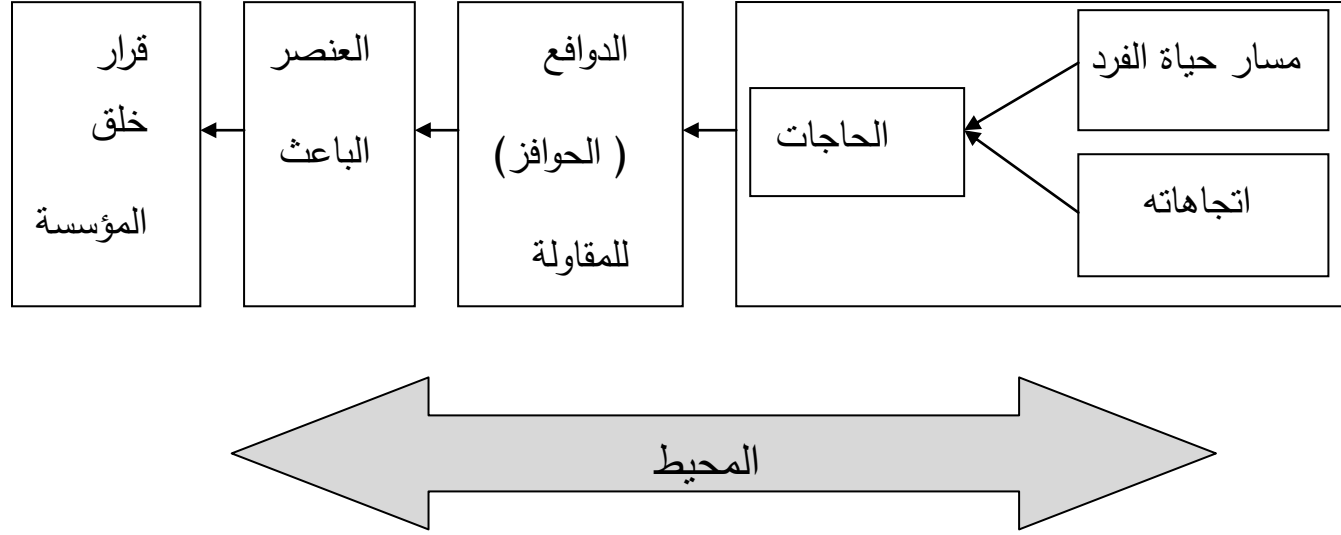 مسار حياة الفرد
اتجاهاته
الحاجات
الدوافع
( الحوافز)
للمقاولة
العنصر
الباعث
قرار
خلق
المؤسسة
المحيط